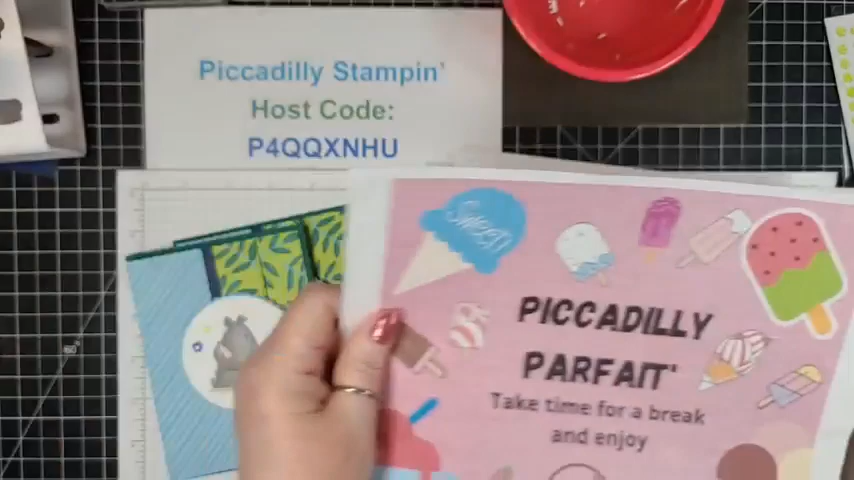 Piccadilly Stampin'
Host Code:
P4QQXNHU
Sweet
PICCADILLY
PARFAIT'
Take time for a break
and enjoy